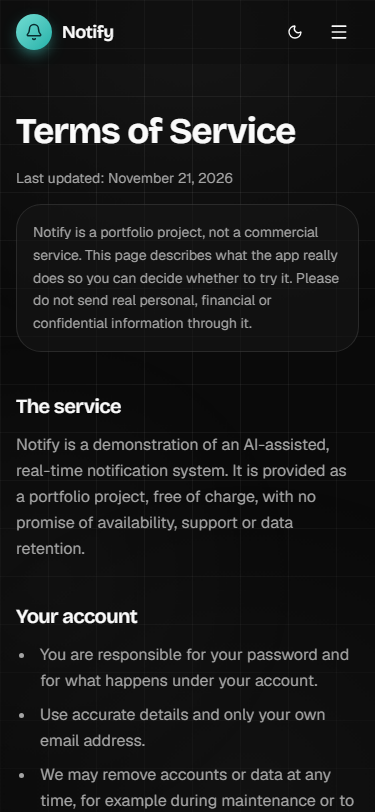 Notify
Terms of Service
Last updated: November 21, 2026
Notify is a portfolio project, not a commercial
service. This page describes what the app really
does so you can decide whether to try it. Please
do not send real personal, financial or
confidential information through it.
The service
Notify is a demonstration of an AI-assisted,
real-time notification system. It is provided as
a portfolio project, free of charge, with no
promise of availability, support or data
retention.
Your account
• You are responsible for your password and
for what happens under your account.
• Use accurate details and only your own
email address.
• We may remove accounts or data at any
time, for example during maintenance or to